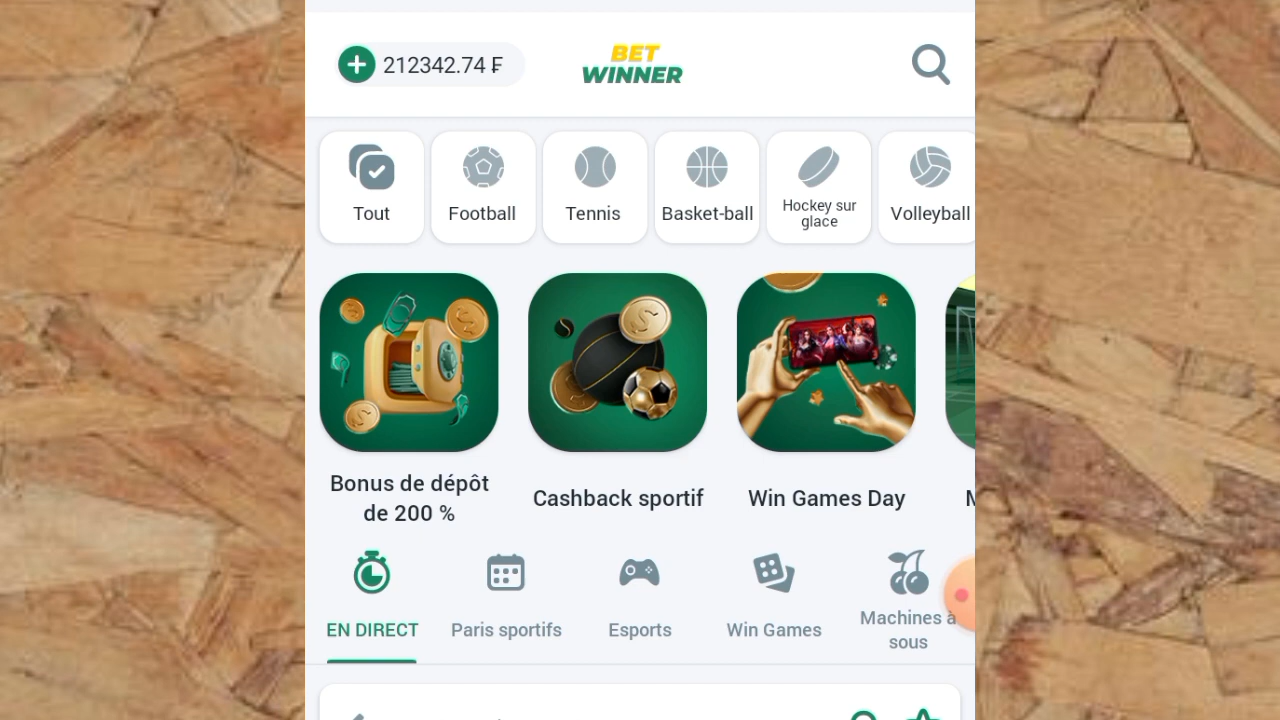 212342.74 ₣
BET
WINNER
Tout
Football
Tennis
Basket-ball
Hockey sur
glace
Volleyball
Bonus de dépôt
de 200 %
Cashback sportif
Win Games Day
EN DIRECT
Paris sportifs
Esports
Win Games
Machines à
sous